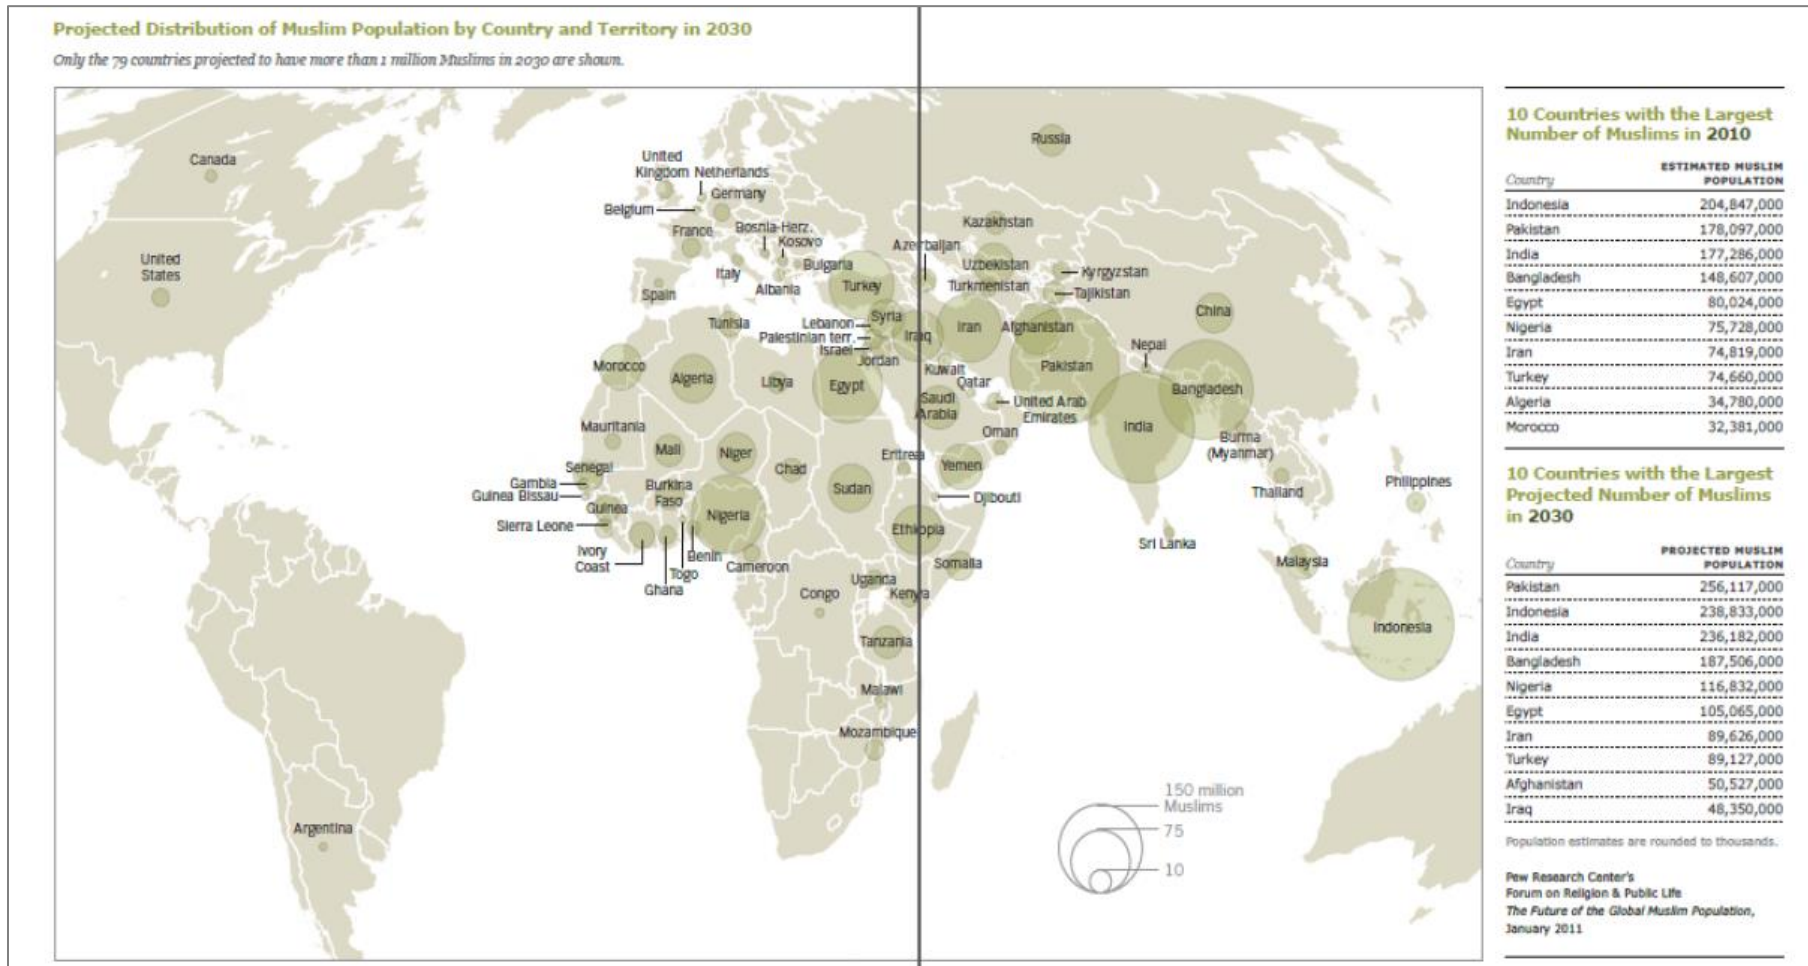 Projected Distribution of Muslim Population by Country and Territory in 2030
Only the 79 countries projected to have more than 1 million Muslims in 2030 are shown.
Canada
United
States
Argentina
Russia
United
Kingdom
Netherlands
Germany
Belgium
France
Bosnia-Herz.
Kosovo
Bulgaria
Italy
Albania
Spain
Turkey
Azerbaijan
Kazakhstan
Uzbekistan
Turkmenistan
Kyrgyzstan
Tajikistan
China
Tunisia
Lebanon
Palestinian terr.
Israel
Jordan
Syria
Iraq
Iran
Afghanistan
Pakistan
Nepal
Bangladesh
India
Morocco
Algeria
Libya
Egypt
Kuwait
Qatar
Saudi
Arabia
United Arab
Emirates
Oman
Yemen
Burma
(Myanmar)
Thailand
Philippines
Mauritania
Mali
Niger
Chad
Sudan
Eritrea
Djibouti
Senegal
Gambia
Guinea Bissau
Guinea
Sierra Leone
Burkina
Faso
Nigeria
Ivory
Coast
Ghana
Togo
Benin
Cameroon
Ethiopia
Somalia
Uganda
Kenya
Congo
Tanzania
Malawi
Mozambique
Sri Lanka
Malaysia
Indonesia
150 million
Muslims
75
10
10 Countries with the Largest
Number of Muslims in 2010
ESTIMATED MUSLIM
Country POPULATION
Indonesia 204,847,000
Pakistan 178,097,000
India 177,286,000
Bangladesh 148,607,000
Egypt 80,024,000
Nigeria 75,728,000
Iran 74,819,000
Turkey 74,660,000
Algeria 34,780,000
Morocco 32,381,000
10 Countries with the Largest
Projected Number of Muslims
in 2030
PROJECTED MUSLIM
Country POPULATION
Pakistan 256,117,000
Indonesia 238,833,000
India 236,182,000
Bangladesh 187,506,000
Nigeria 116,832,000
Egypt 105,065,000
Iran 89,626,000
Turkey 89,127,000
Afghanistan 50,527,000
Iraq 48,350,000
Population estimates are rounded to thousands.
Pew Research Center's
Forum on Religion & Public Life
The Future of the Global Muslim Population,
January 2011